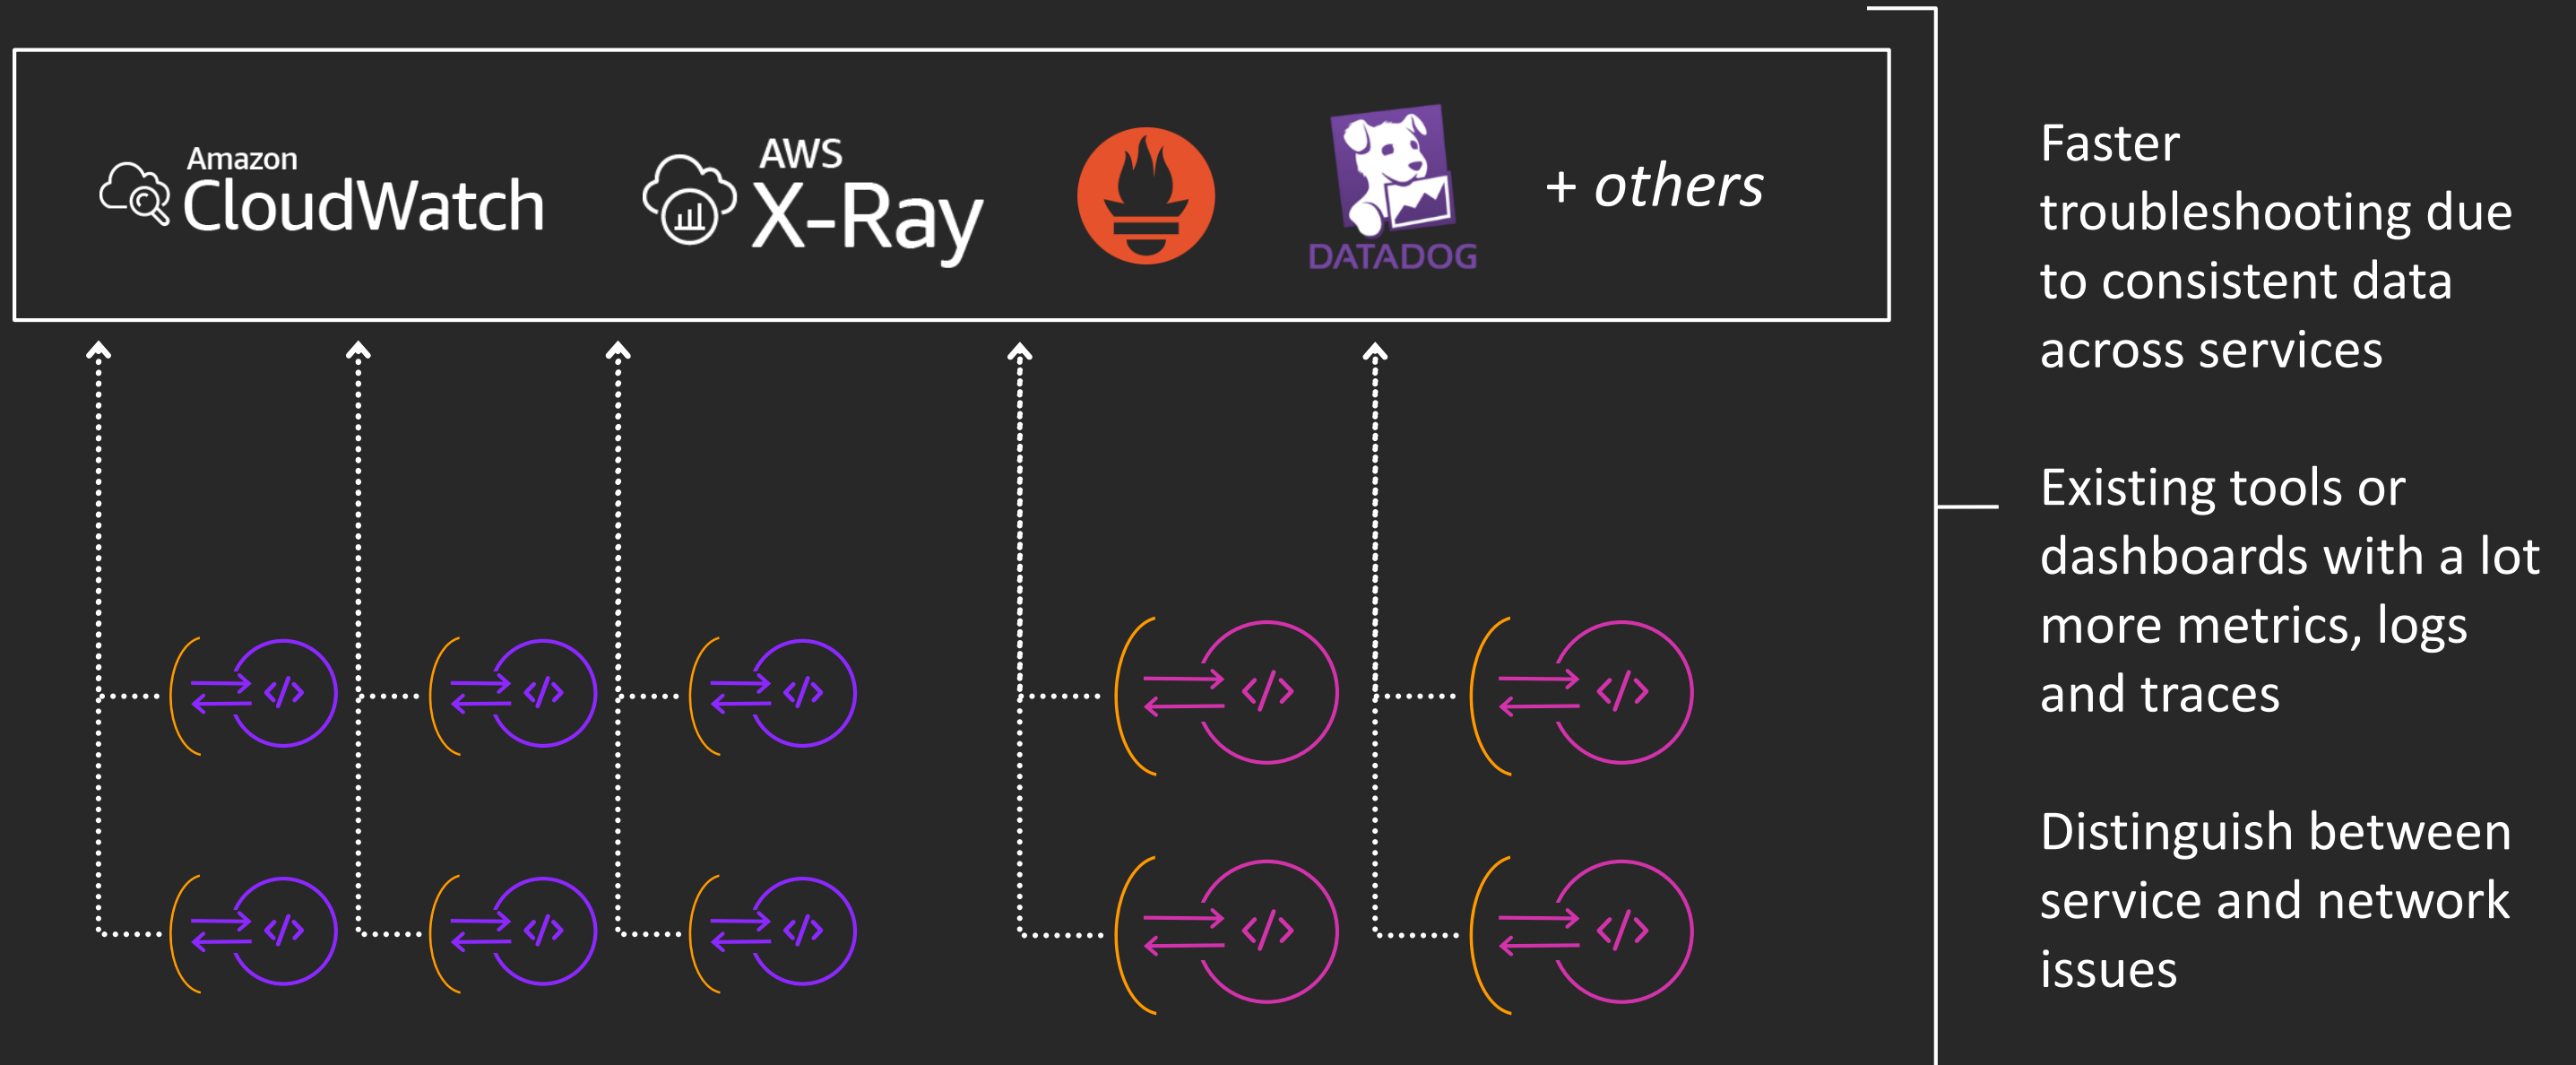 Amazon
CloudWatch
AWS
X-Ray
DATADOG
+ others
Faster
troubleshooting due
to consistent data
across services
Existing tools or
dashboards with a lot
more metrics, logs
and traces
Distinguish between
service and network
issues